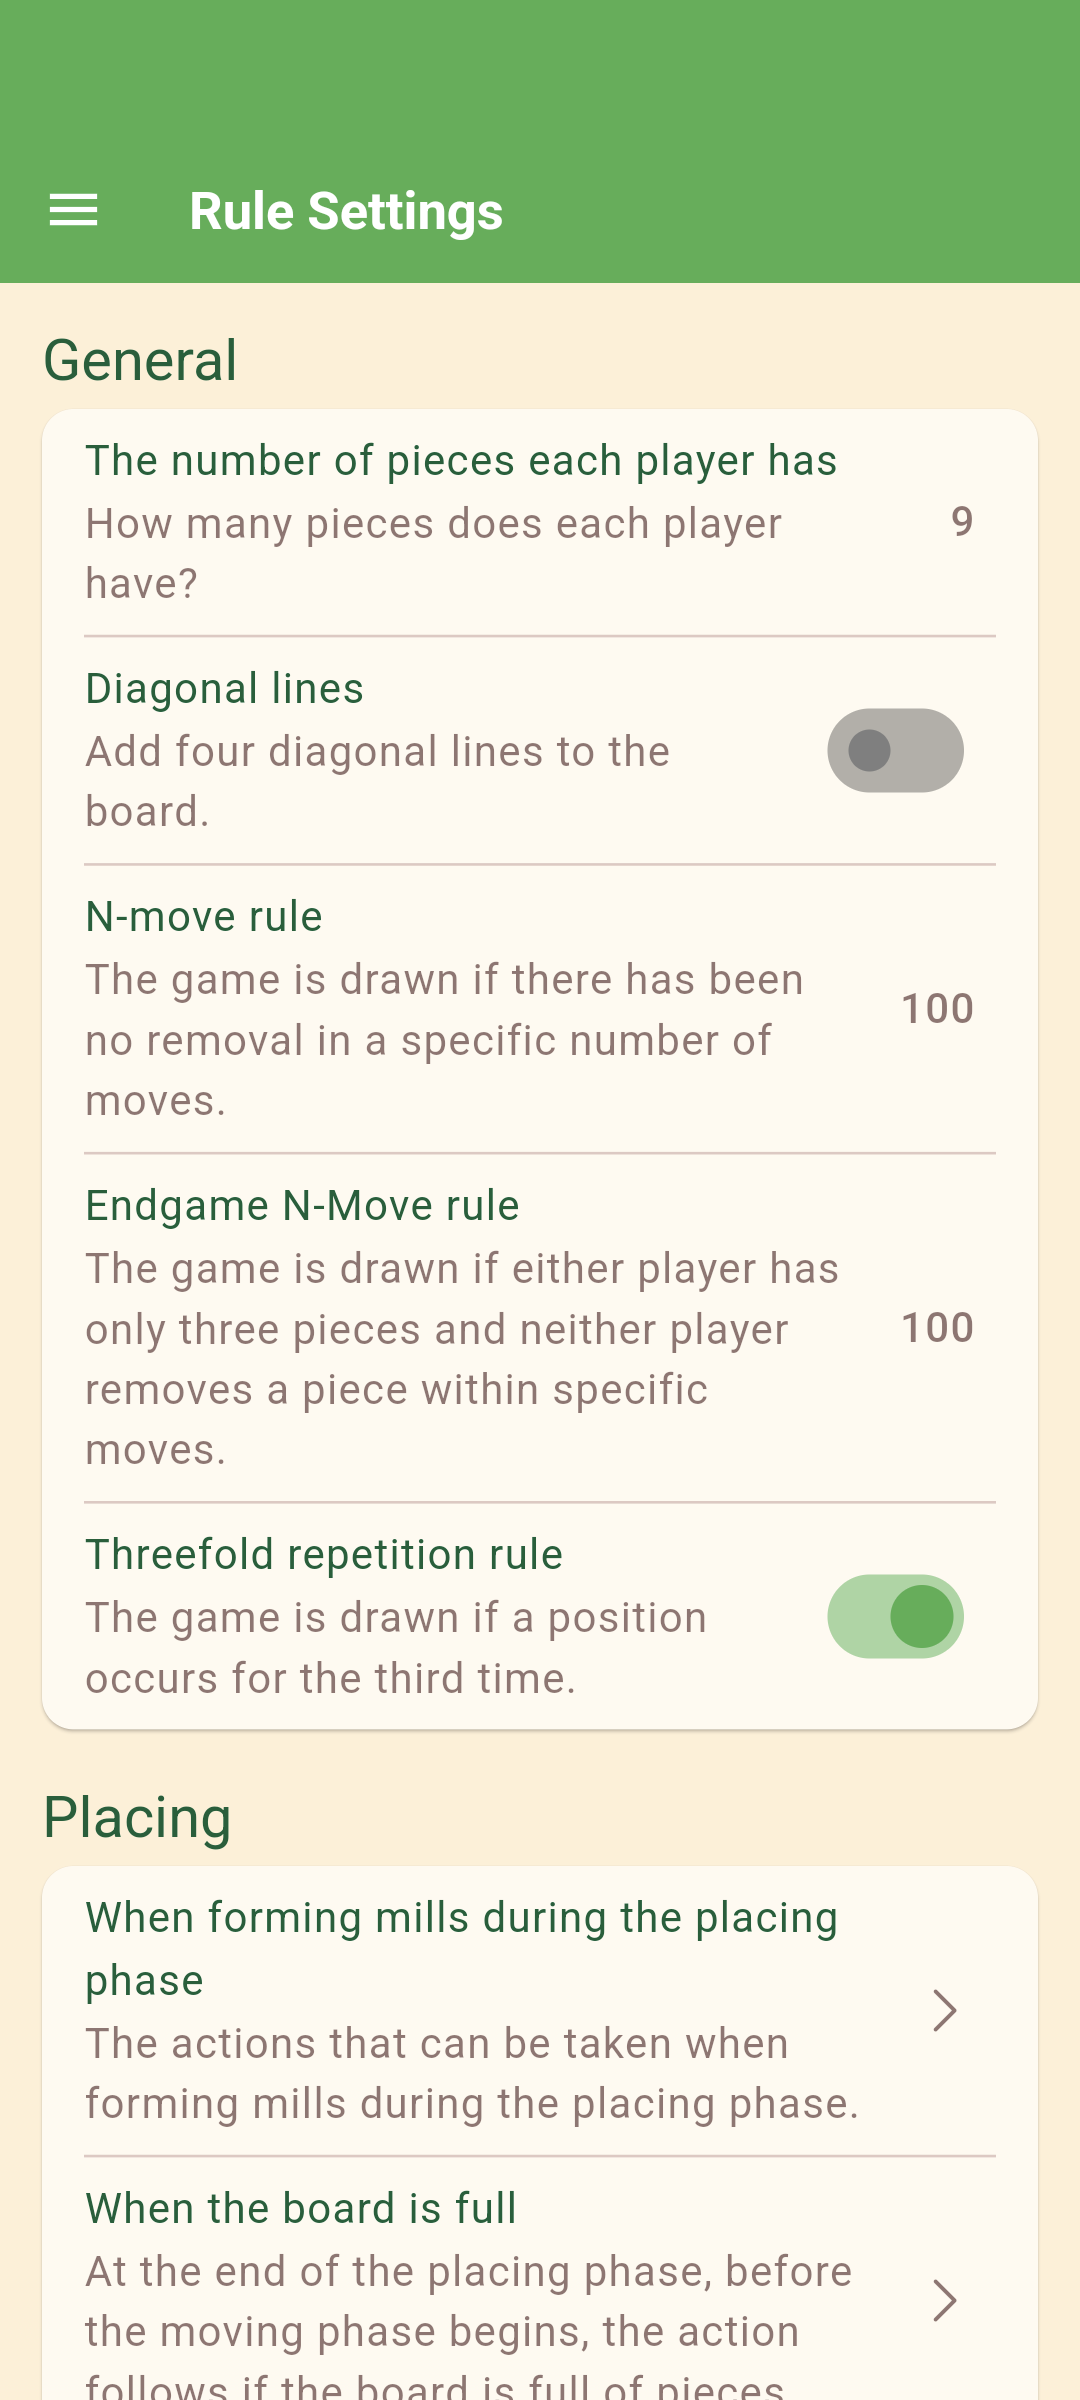 Rule Settings
General
The number of pieces each player has
How many pieces does each player
have?
9
Diagonal lines
Add four diagonal lines to the
board.
N-move rule
The game is drawn if there has been
no removal in a specific number of
moves.
100
Endgame N-Move rule
The game is drawn if either player has
only three pieces and neither player
removes a piece within specific
moves.
100
Threefold repetition rule
The game is drawn if a position
occurs for the third time.
Placing
When forming mills during the placing
phase
The actions that can be taken when
forming mills during the placing phase.
When the board is full
At the end of the placing phase, before
the moving phase begins, the action
follows if the board is full of pieces